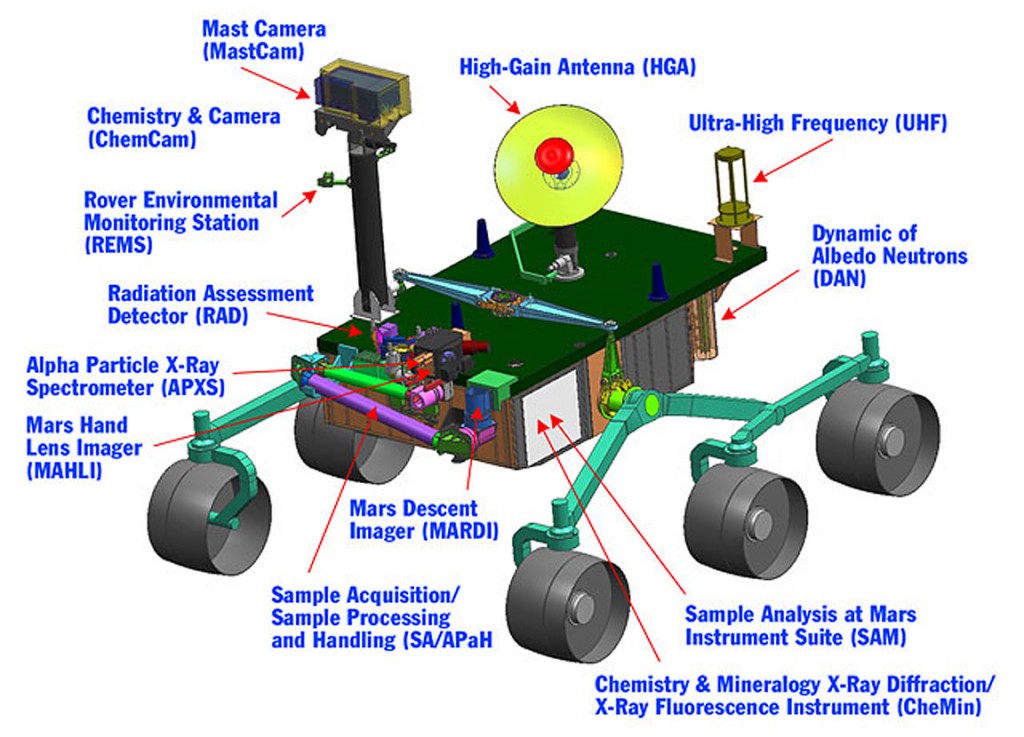 Mast Camera
(MastCam)
High-Gain Antenna (HGA)
Chemistry & Camera
(ChemCam)
Ultra-High Frequency (UHF)
Rover Environmental
Monitoring Station
(REMS)
Dynamic of
Albedo Neutrons
(DAN)
Radiation Assessment
Detector (RAD)
Alpha Particle X-Ray
Spectrometer (APXS)
Mars Hand
Lens Imager
(MAHLI)
Mars Descent
Imager (MARDI)
Sample Acquisition/
Sample Processing
and Handling (SA/APaH
Sample Analysis at Mars
Instrument Suite (SAM)
Chemistry & Mineralogy X-Ray Diffraction/
X-Ray Fluorescence Instrument (CheMin)